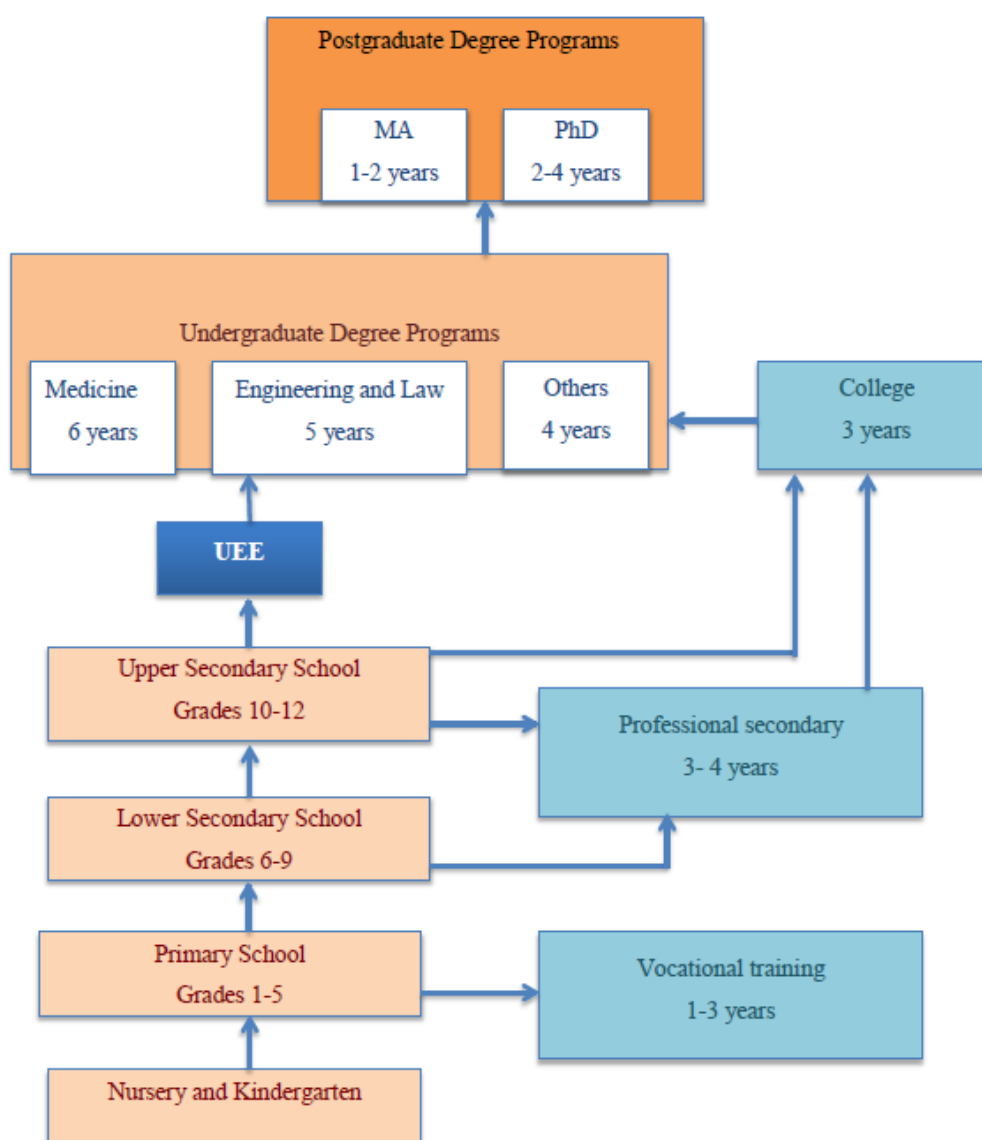 Postgraduate Degree Programs
MA
1-2 years
PhD
2-4 years
Undergraduate Degree Programs
Medicine
6 years
Engineering and Law
5 years
Others
4 years
College
3 years
UEE
Upper Secondary School
Grades 10-12
Professional secondary
3- 4 years
Lower Secondary School
Grades 6-9
Primary School
Grades 1-5
Vocational training
1-3 years
Nursery and Kindergarten